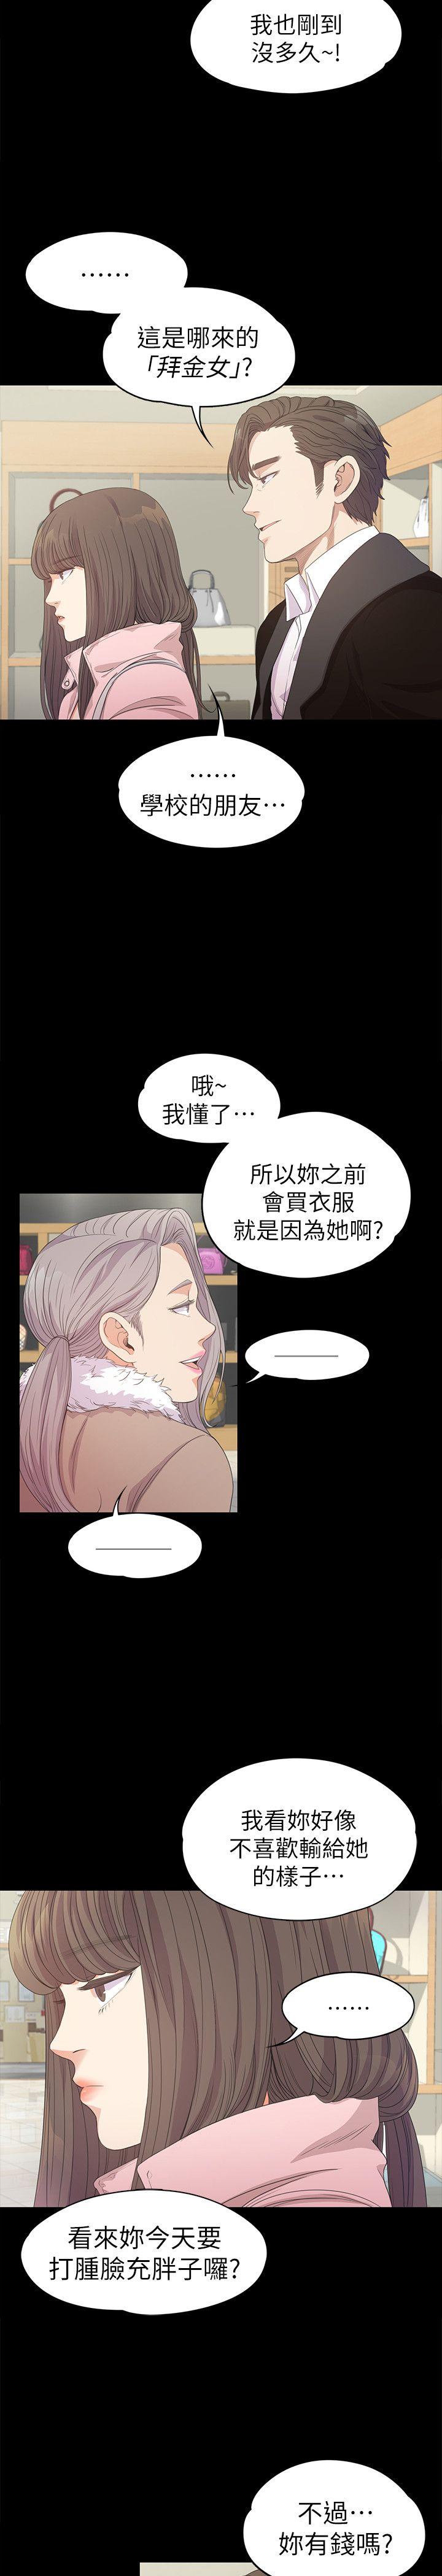 我也剛到
沒多久~!
……
這是哪來的
「拜金女」?
……
學校的朋友…
哦~
我懂了…
所以妳之前
會買衣服
就是因為她啊?
我看妳好像
不喜歡輸給她
的樣子…
……
看來妳今天要
打腫臉充胖子囉?
不過…
妳有錢嗎?